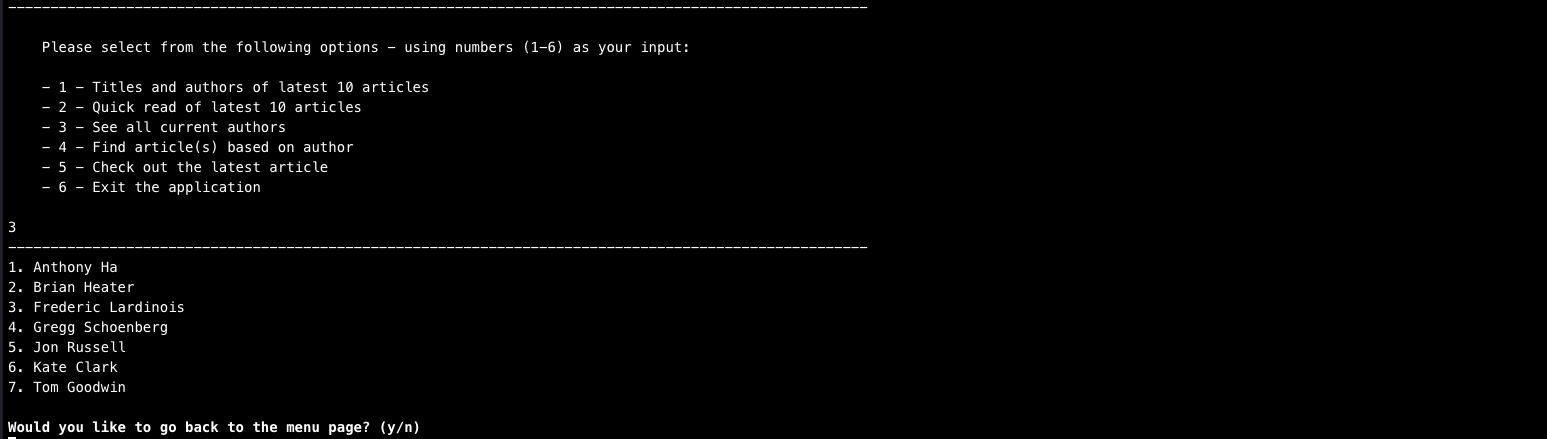 Please select from the following options - using numbers (1-6) as your input:
- 1 - Titles and authors of latest 10 articles
- 2 - Quick read of latest 10 articles
- 3 - See all current authors
- 4 - Find article(s) based on author
- 5 - Check out the latest article
- 6 - Exit the application
3
1. Anthony Ha
2. Brian Heater
3. Frederic Lardinois
4. Gregg Schoenberg
5. Jon Russell
6. Kate Clark
7. Tom Goodwin
Would you like to go back to the menu page? (y/n)